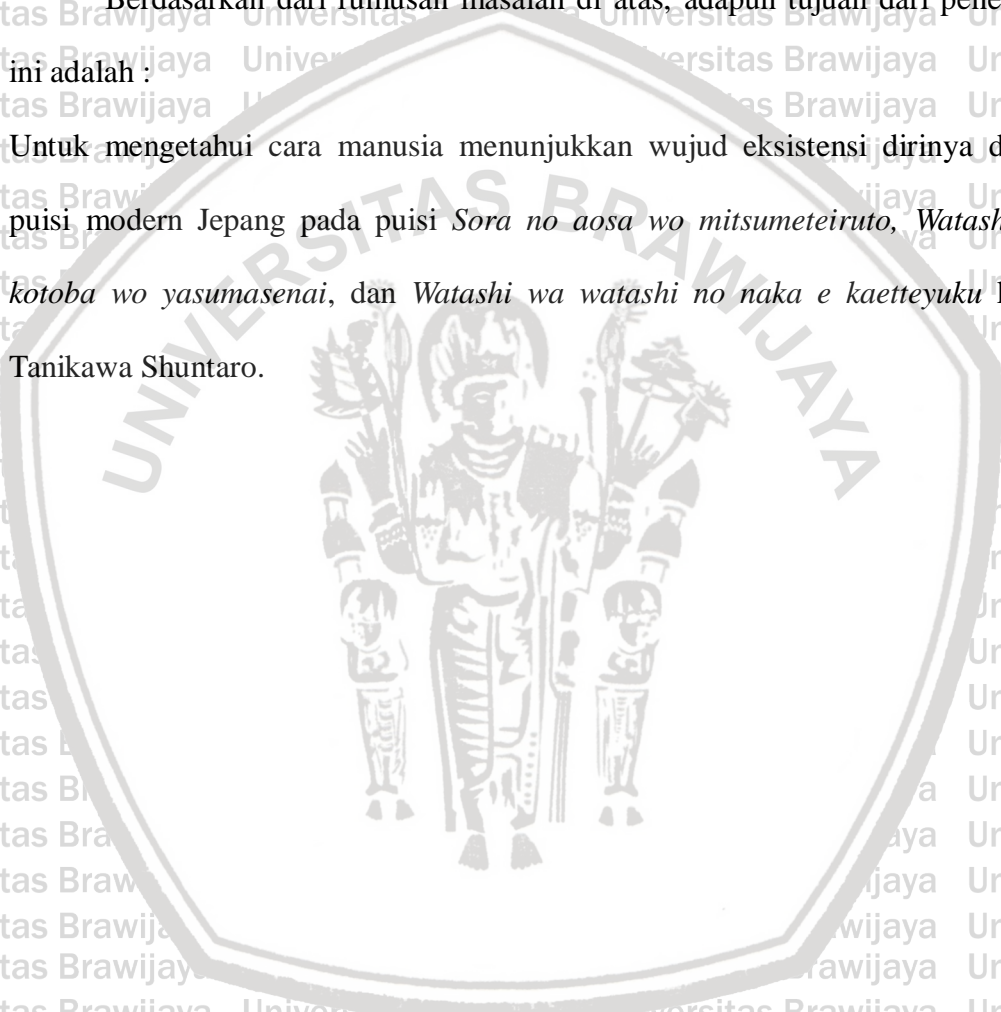 Berdasarkan dari rumusan masalah di atas, adapun tujuan dari pene
ini adalah :
Untuk mengetahui cara manusia menunjukkan wujud eksistensi dirinya d
puisi modern Jepang pada puisi Sora no aosa wo mitsumeteiruto, Watash
kotoba wo yasumasenai, dan Watashi wa watashi no naka e kaetteyuku
Tanikawa Shuntaro.
UNIVERSITAS BRAWIJAYA